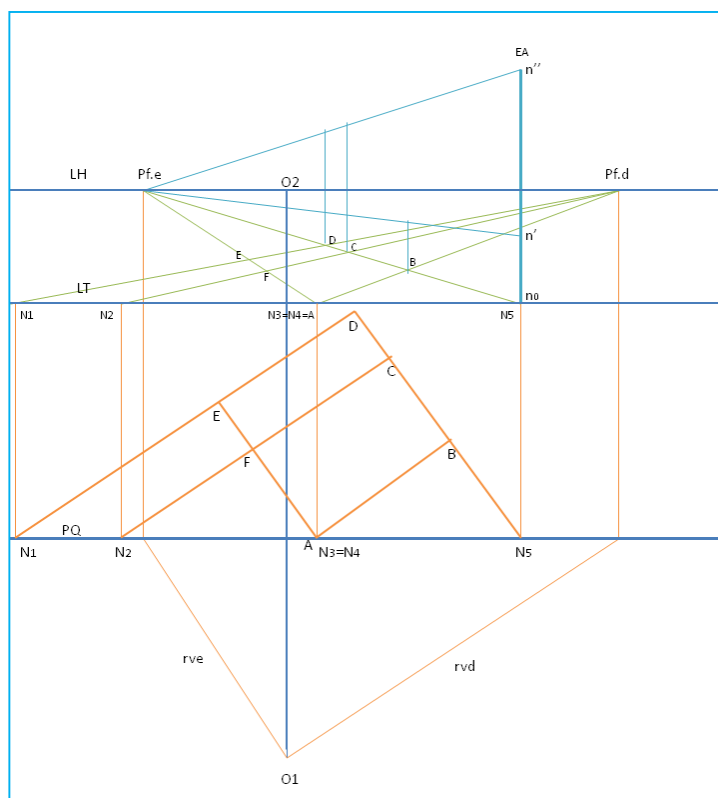 EA
n''
LH
Pf.e
O2
Pf.d
n'
D
C
E
B
F
LT
n0
N1
N2
N3=N4=A
N5
D
C
E
B
F
PQ
A
N1
N2
N3=N4
N5
rve
rvd
O1